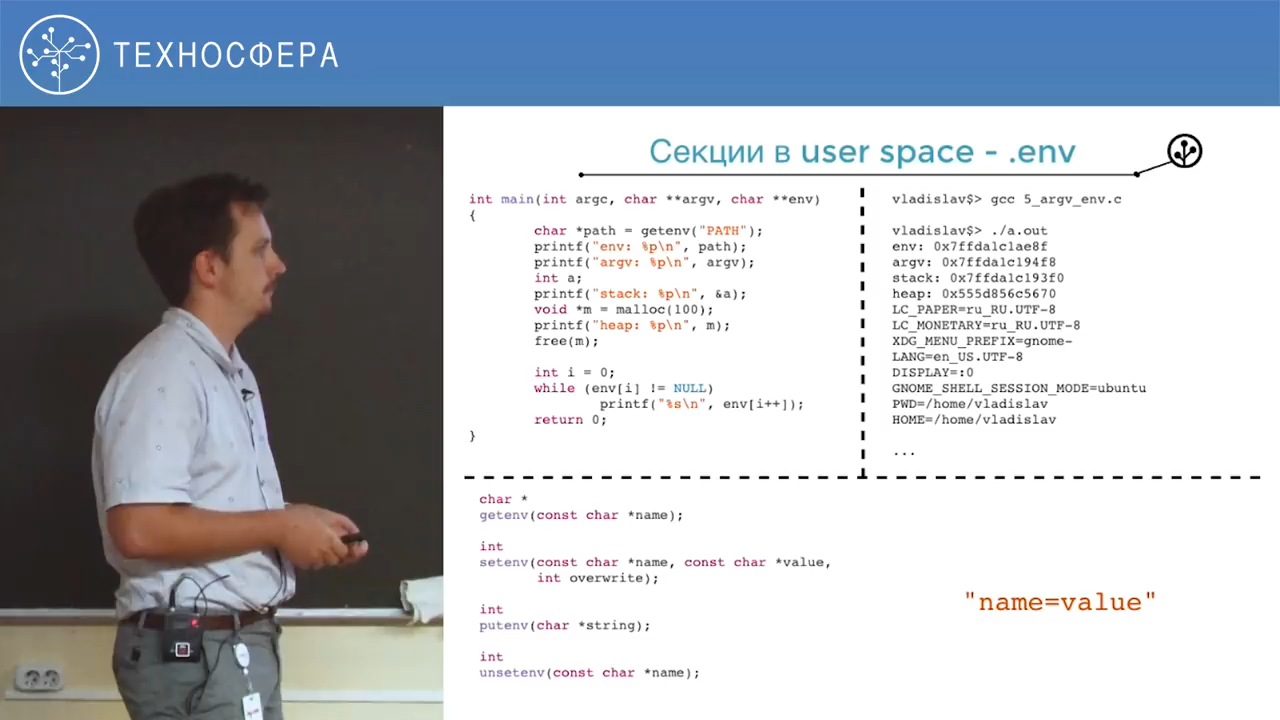 ТЕХНОСФЕРА
Секции в user space - .env
int main(int argc, char **argv, char **env)
{
char *path = getenv("PATH");
printf("env: %p\n", path);
printf("argv: %p\n", argv);
int a;
printf("stack: %p\n", &a);
void *m = malloc(100);
printf("heap: %p\n", m);
free(m);
int i = 0;
while (env[i] != NULL)
printf("%s\n", env[i++]);
return 0;
}
vladislav$> gcc 5_argv_env.c
vladislav$> ./a.out
env: 0x7ffda1c1ae8f
argv: 0x7ffda1c194f8
stack: 0x7ffda1c193f0
heap: 0x555d856c5670
LC_PAPER=ru_RU.UTF-8
LC_MONETARY=ru_RU.UTF-8
XDG_MENU_PREFIX=gnome-
LANG=en_US.UTF-8
DISPLAY=:0
GNOME_SHELL_SESSION_MODE=ubuntu
PWD=/home/vladislav
HOME=/home/vladislav
...
char *
getenv(const char *name);
int
setenv(const char *name, const char *value,
int overwrite);
int
putenv(char *string);
int
unsetenv(const char *name);
"name=value"